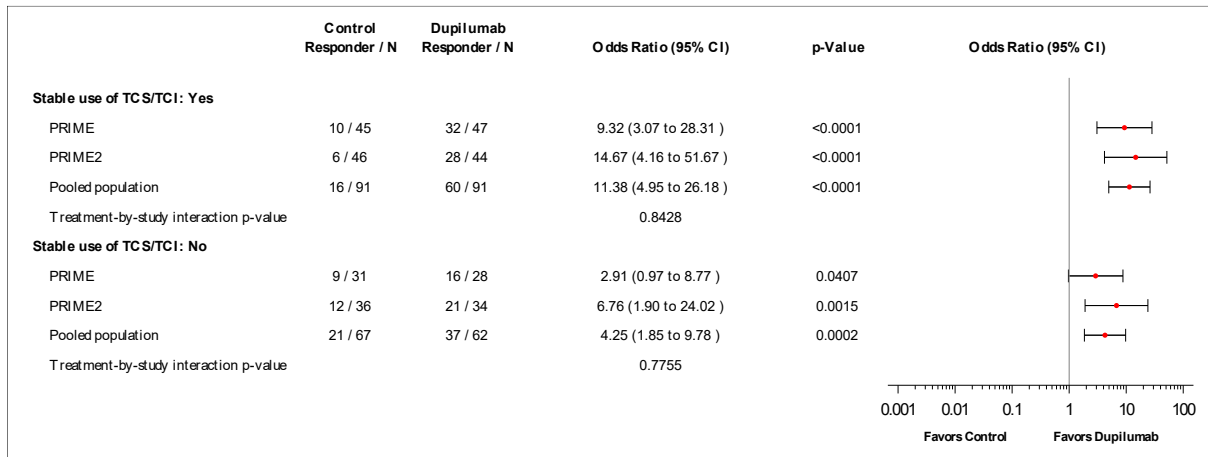 Control Dupilumab
Responder / N Responder / N Odds Ratio (95% CI) p-Value Odds Ratio (95% CI)
Stable use of TCS/TCI: Yes
PRIME 10 / 45 32 / 47 9.32 (3.07 to 28.31 ) <0.0001
PRIME2 6 / 46 28 / 44 14.67 (4.16 to 51.67 ) <0.0001
Pooled population 16 / 91 60 / 91 11.38 (4.95 to 26.18 ) <0.0001
Treatment-by-study interaction p-value 0.8428
Stable use of TCS/TCI: No
PRIME 9 / 31 16 / 28 2.91 (0.97 to 8.77 ) 0.0407
PRIME2 12 / 36 21 / 34 6.76 (1.90 to 24.02 ) 0.0015
Pooled population 21 / 67 37 / 62 4.25 (1.85 to 9.78 ) 0.0002
Treatment-by-study interaction p-value 0.7755
0.001 0.01 0.1 1 10 100
Favors Control Favors Dupilumab